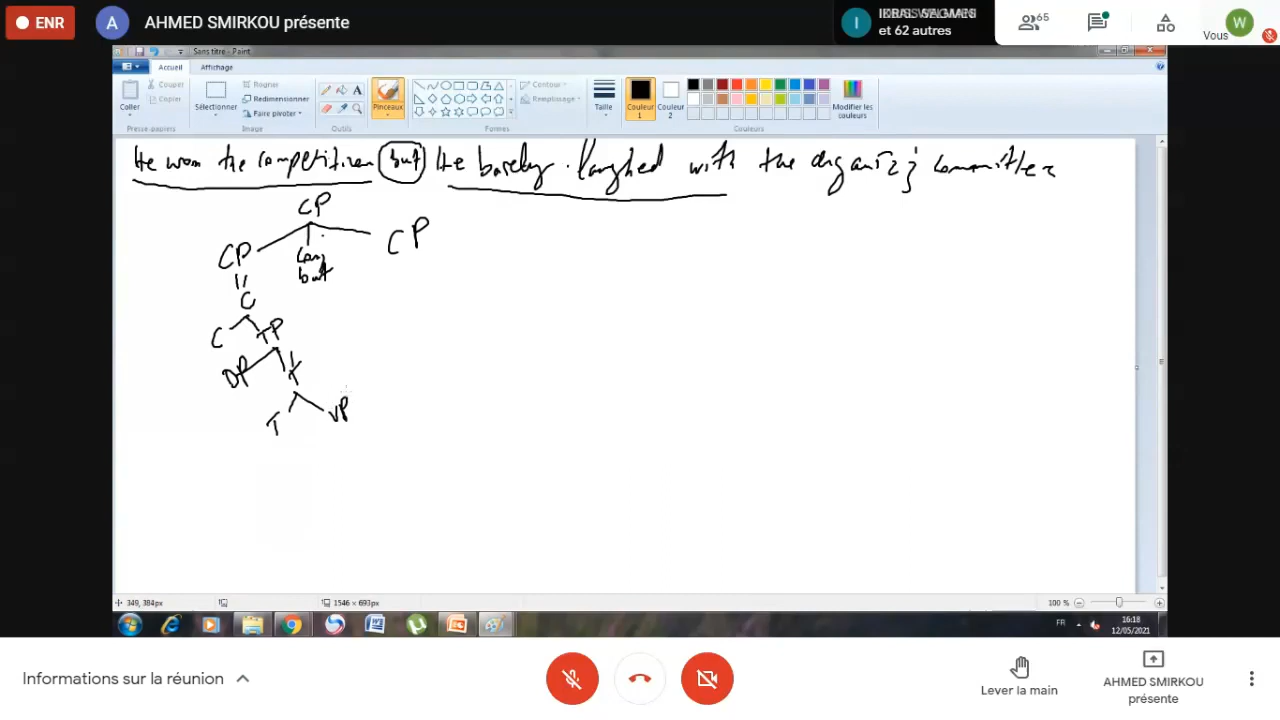 ENR
A
AHMED SMIRKOU présente
I
et 62 autres
65
Vous
W
Sans titre - Paint
Accueil
Affichage
Coller
Couper
Copier
Presse-papiers
Sélectionner
Rogner
Redimensionner
Faire pivoter
Image
A
Outils
Pinceaux
Formes
Contour
Remplissage
Taille
Couleur 1
Couleur 2
Modifier les couleurs
Couleurs
He won the competition but He barely laughed with the committee
CP
CP
but
CP
C
C
TP
DP
T
VP
349, 384px
1546 × 693px
100 %
FR
16:18
12/05/2021
Informations sur la réunion
Lever la main
AHMED SMIRKOU
présente